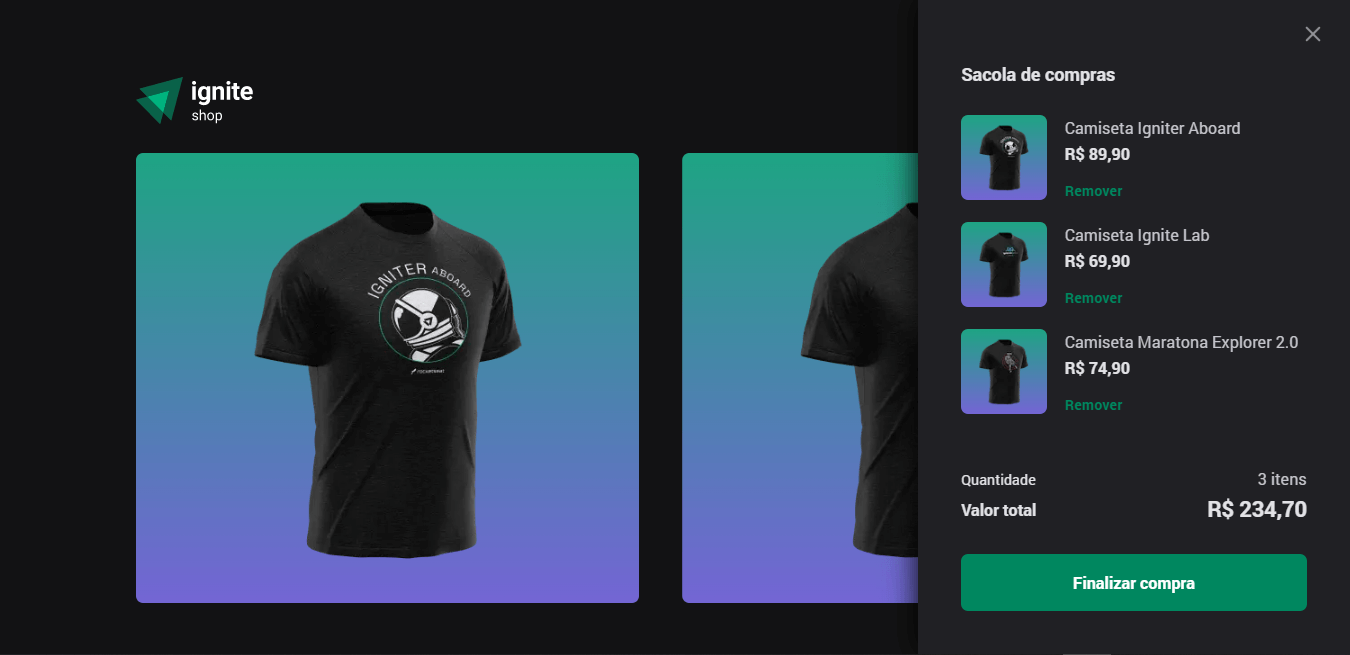 ignite
shop
IGNITER ABOARD
Sacola de compras
Camiseta Igniter Aboard
R$ 89,90
Remover
Camiseta Ignite Lab
R$ 69,90
Remover
Camiseta Maratona Explorer 2.0
R$ 74,90
Remover
Quantidade 3 itens
Valor total R$ 234,70
Finalizar compra